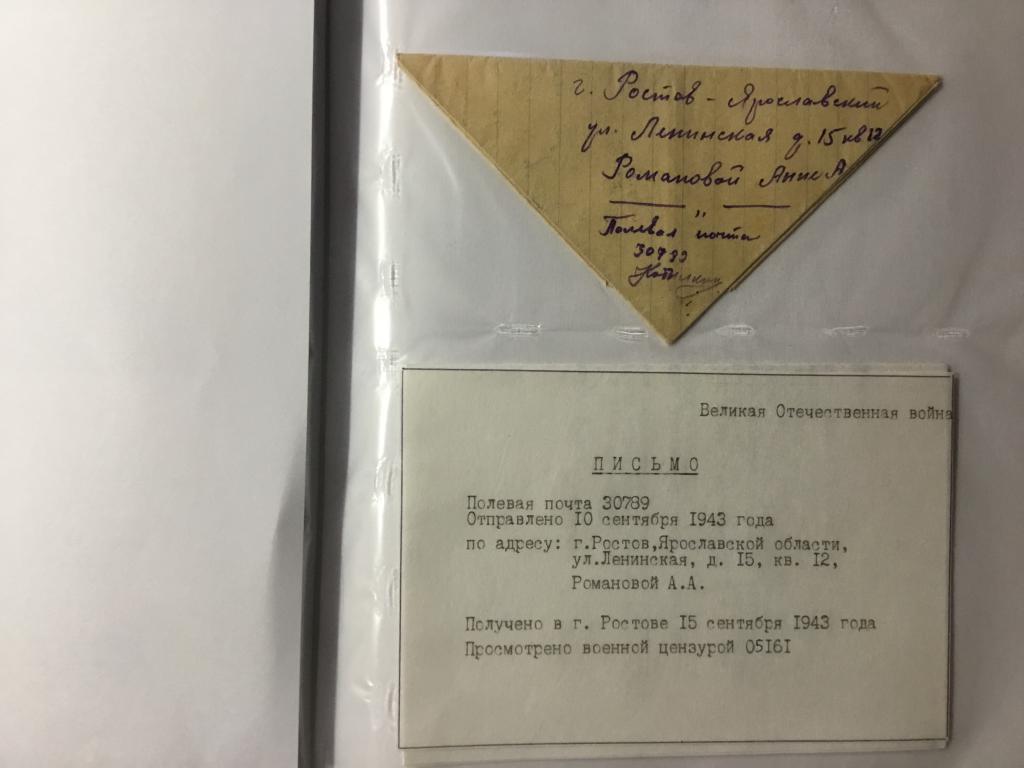 г. Ростов - Ярославский
ул. Ленинская д. 15 кв 12
Романовой Анне А
Полевая почта
30789
Великая Отечественная война
ПИСЬМО
Полевая почта 30789
Отправлено 10 сентября 1943 года
по адресу: г.Ростов,Ярославской области,
ул.Ленинская, д. 15, кв. 12,
Романовой А.А.
Получено в г. Ростове 15 сентября 1943 года
Просмотрено военной цензурой 05161